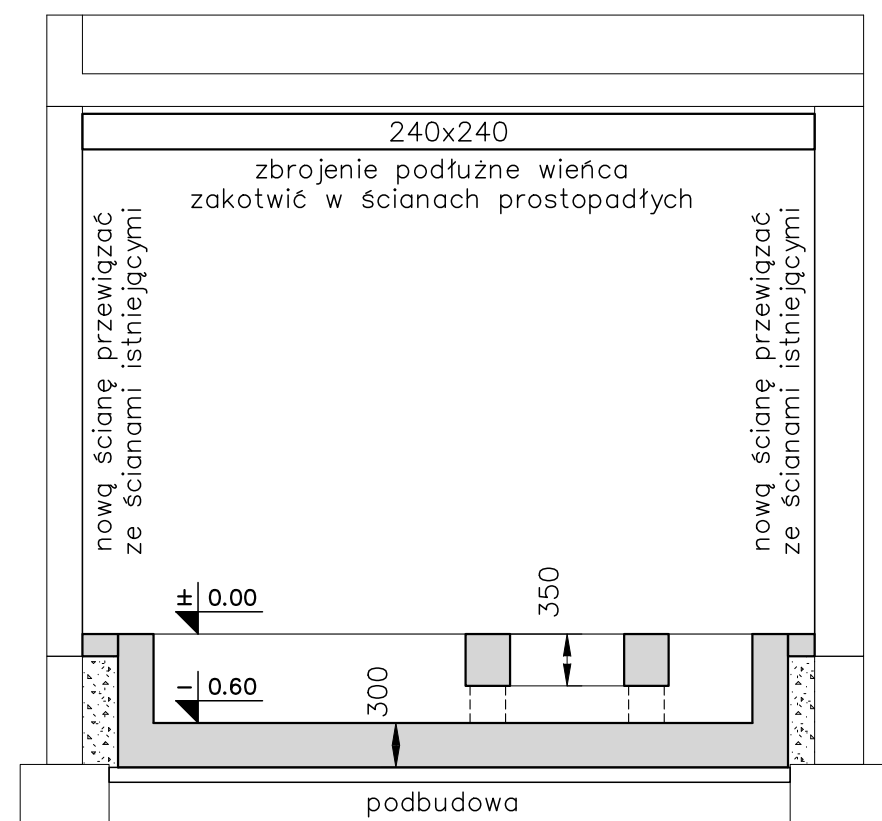 240x240
zbrojenie podłużne wieńca
zakotwić w ścianach prostopadłych
nową ścianę przewiązać
ze ścianami istniejącymi
nową ścianę przewiązać
ze ścianami istniejącymi
± 0.00
350
− 0.60
300
podbudowa